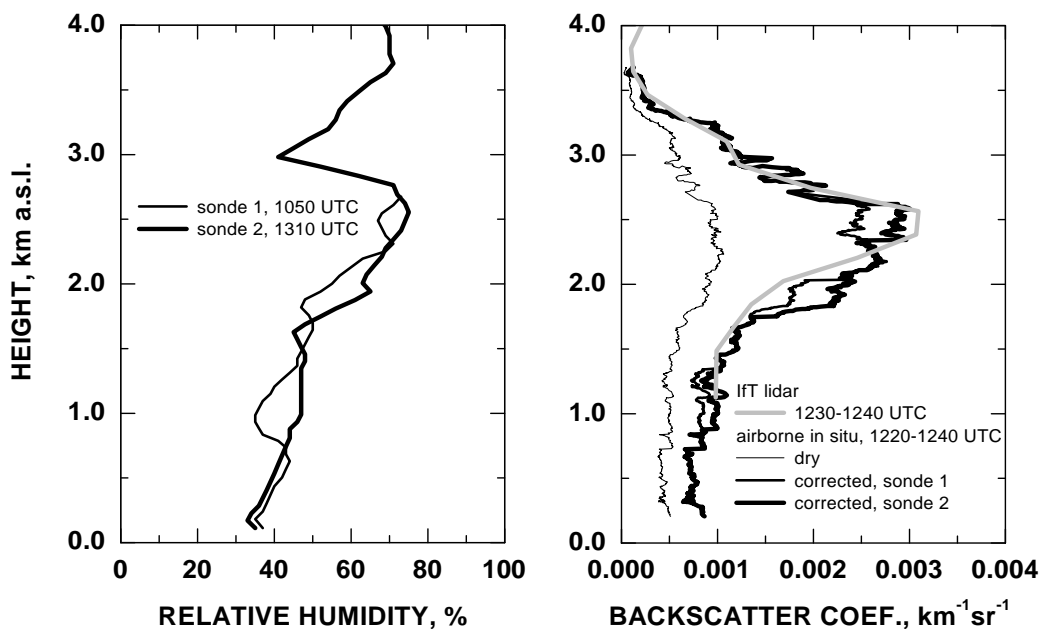 4.0
3.0
2.0
1.0
0.0
0
20
40
60
80
100
HEIGHT, km a.s.l.
RELATIVE HUMIDITY, %
sonde 1, 1050 UTC
sonde 2, 1310 UTC
4.0
3.0
2.0
1.0
0.0
0.000
0.001
0.002
0.003
0.004
BACKSCATTER COEF., km⁻¹sr⁻¹
IfT lidar
1230-1240 UTC
airborne in situ, 1220-1240 UTC
dry
corrected, sonde 1
corrected, sonde 2